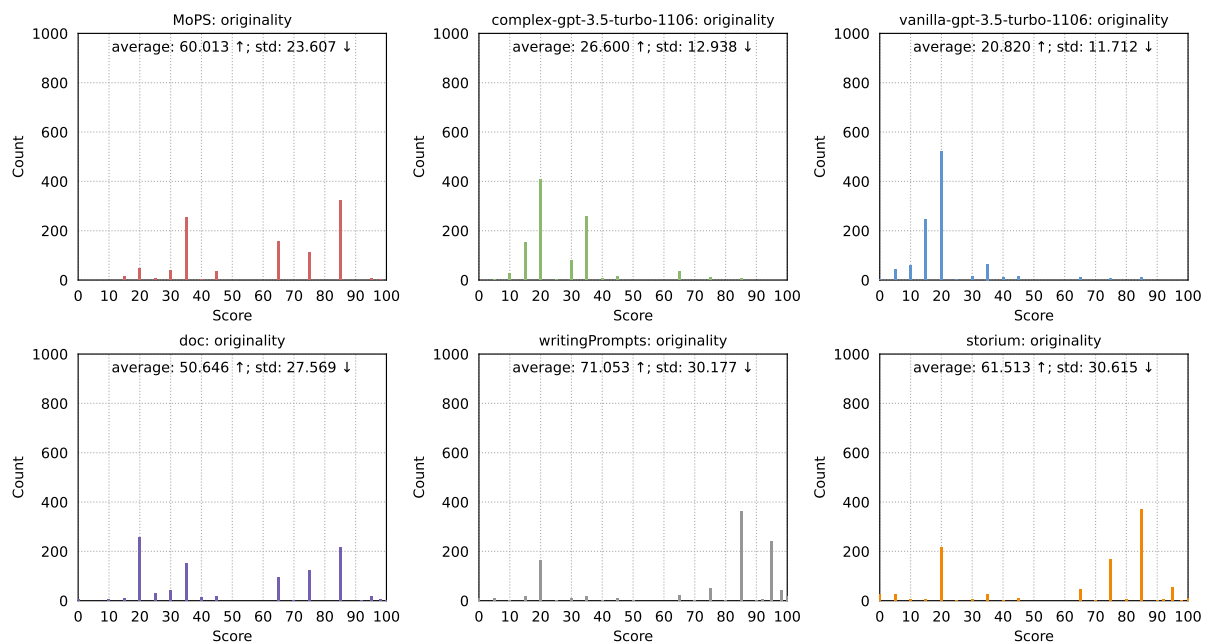 MoPS: originality
average: 60.013 ↑; std: 23.607 ↓
Count
1000
800
600
400
200
0
0 10 20 30 40 50 60 70 80 90 100
Score
complex-gpt-3.5-turbo-1106: originality
average: 26.600 ↑; std: 12.938 ↓
Count
1000
800
600
400
200
0
0 10 20 30 40 50 60 70 80 90 100
Score
vanilla-gpt-3.5-turbo-1106: originality
average: 20.820 ↑; std: 11.712 ↓
Count
1000
800
600
400
200
0
0 10 20 30 40 50 60 70 80 90 100
Score
doc: originality
average: 50.646 ↑; std: 27.569 ↓
Count
1000
800
600
400
200
0
0 10 20 30 40 50 60 70 80 90 100
Score
writingPrompts: originality
average: 71.053 ↑; std: 30.177 ↓
Count
1000
800
600
400
200
0
0 10 20 30 40 50 60 70 80 90 100
Score
storium: originality
average: 61.513 ↑; std: 30.615 ↓
Count
1000
800
600
400
200
0
0 10 20 30 40 50 60 70 80 90 100
Score